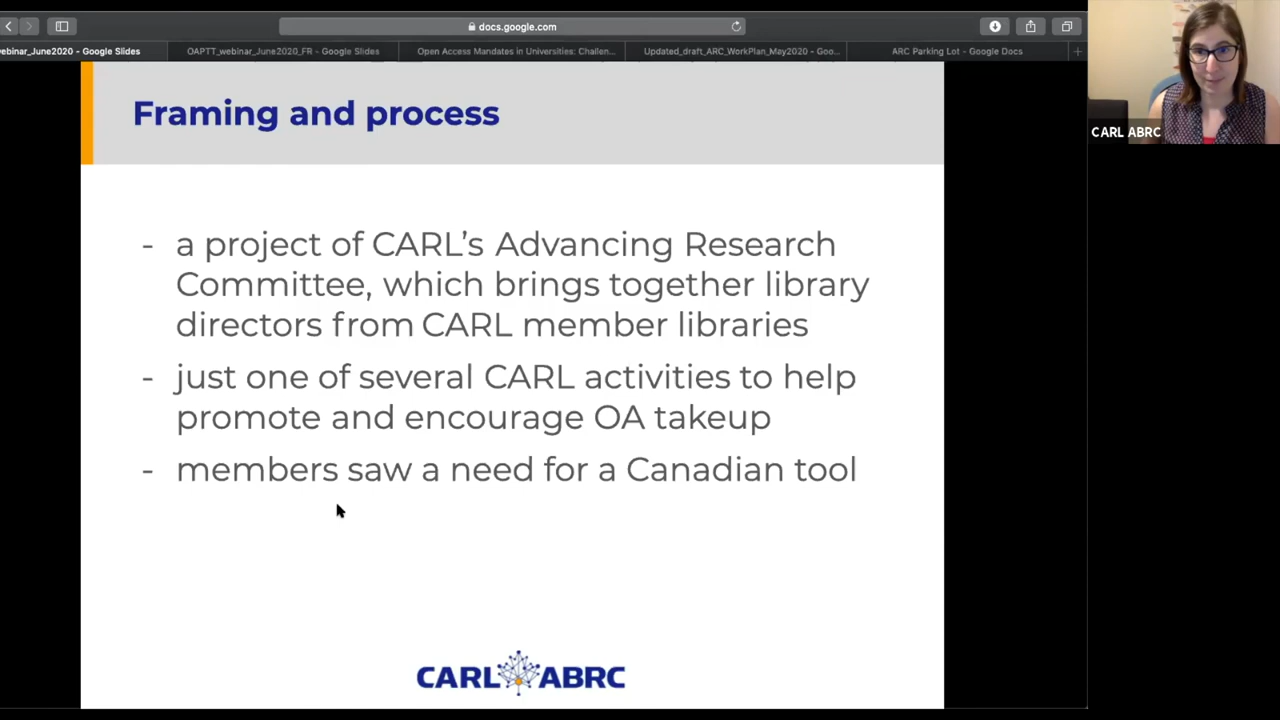 docs.google.com
ebinar_June2020 - Google Slides
OAPTT_webinar_June2020_FR - Google Slides
Open Access Mandates in Universities: Challen...
Updated_draft_ARC_WorkPlan_May2020 - Goo...
ARC Parking Lot - Google Docs
CARL ABRC
Framing and process
- a project of CARL’s Advancing Research
Committee, which brings together library
directors from CARL member libraries
- just one of several CARL activities to help
promote and encourage OA takeup
- members saw a need for a Canadian tool
CARL ABRC